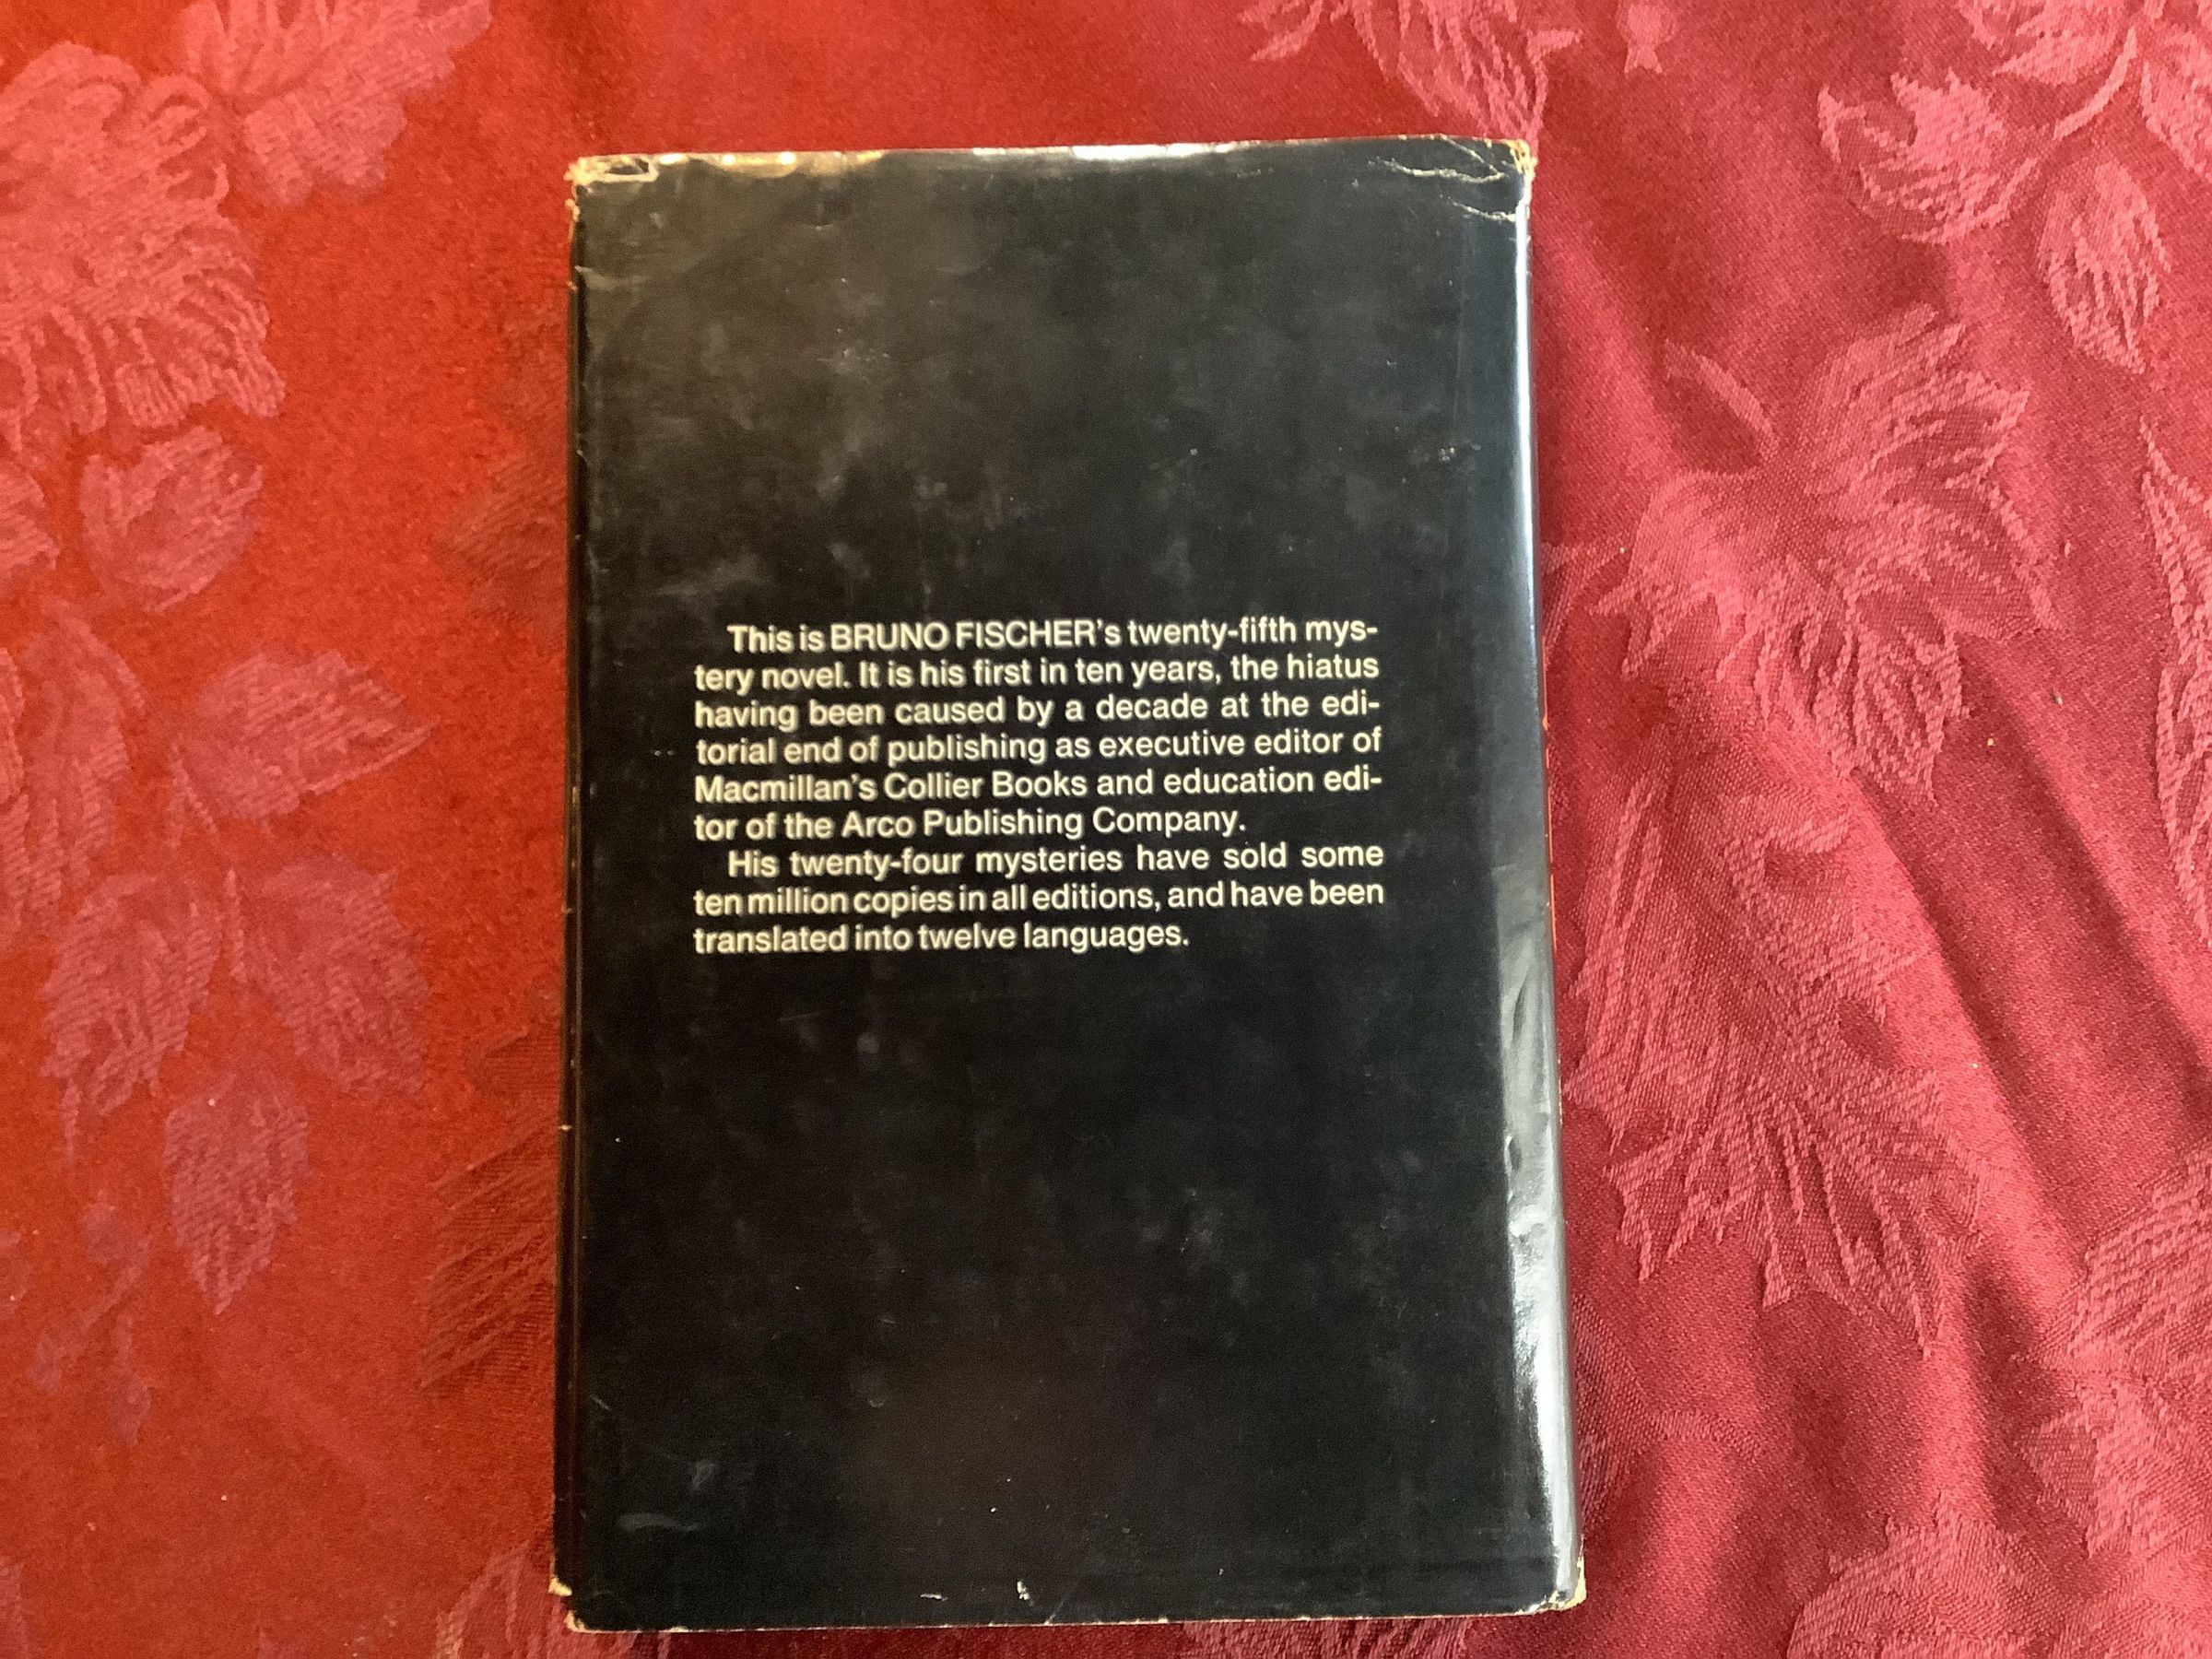 This is BRUNO FISCHER's twenty-fifth mys-
tery novel. It is his first in ten years, the hiatus
having been caused by a decade at the edi-
torial end of publishing as executive editor of
Macmillan's Collier Books and education edi-
tor of the Arco Publishing Company.
His twenty-four mysteries have sold some
ten million copies in all editions, and have been
translated into twelve languages.